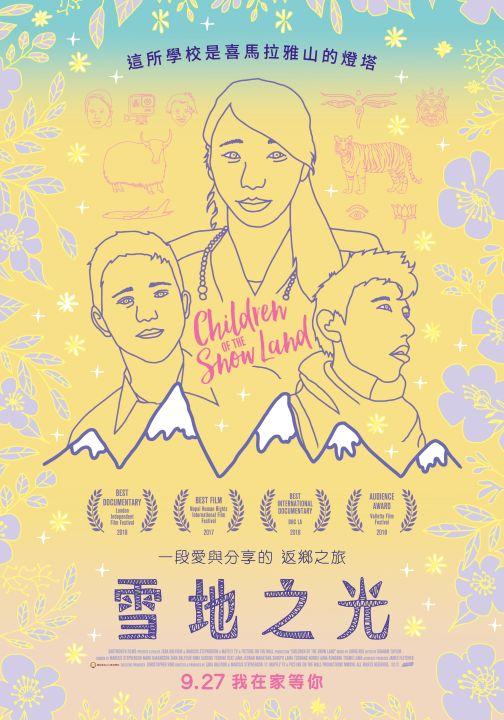 這所學校是喜馬拉雅山的燈塔
Children
OF THE
Snow Land
BEST
DOCUMENTARY
London
Independent
Film Festival
2018
BEST FILM
Nepal Human Rights
International Film
Festival
2017
BEST
INTERNATIONAL
DOCUMENTARY
DOC LA
2018
AUDIENCE
AWARD
Valletta Film
Festival
2018
一段愛與分享的 返鄉之旅
雪地之光
9.27 我在家等你